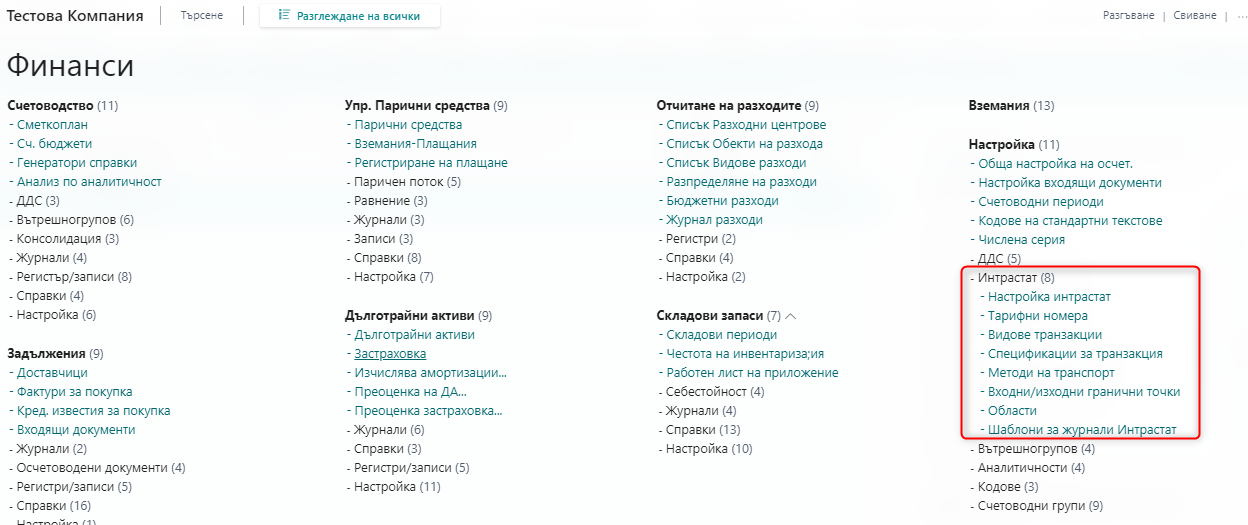 Тестова Компания
Търсене
Разглеждане на всички
Разгъване | Свиване | ...
Финанси
Счетоводство (11)
- Сметкоплан
- Сч. бюджети
- Генератори справки
- Анализ по аналитичност
- ДДС (3)
- Вътрешногрупов (6)
- Консолидация (3)
- Журнали (4)
- Регистър/записи (8)
- Справки (4)
- Настройка (6)
Задължения (9)
- Доставчици
- Фактури за покупка
- Кред. известия за покупка
- Входящи документи
- Журнали (2)
- Осчетоводени документи (4)
- Регистри/записи (5)
- Справки (16)
- Настройка (1)
Упр. Парични средства (9)
- Парични средства
- Вземания-Плащания
- Регистриране на плащане
- Паричен поток (5)
- Равнение (3)
- Журнали (3)
- Записи (3)
- Справки (8)
- Настройка (7)
Дълготрайни активи (9)
- Дълготрайни активи
- Застраховка
- Изчислява амортизации...
- Преоценка на ДА...
- Преоценка застраховка...
- Журнали (6)
- Справки (3)
- Регистри/записи (5)
- Настройка (11)
Отчитане на разходите (9)
- Списък Разходни центрове
- Списък Обекти на разхода
- Списък Видове разходи
- Разпределяне на разходи
- Бюджетни разходи
- Журнал разходи
- Регистри (2)
- Справки (4)
- Настройка (2)
Складови запаси (7)
- Складови периоди
- Честота на инвентариза;ия
- Работен лист на приложение
- Себестойност (4)
- Журнали (4)
- Справки (13)
- Настройка (10)
Вземания (13)
Настройка (11)
- Обща настройка на осчет.
- Настройка входящи документи
- Счетоводни периоди
- Кодове на стандартни текстове
- Числена серия
- ДДС (5)
- Интрастат (8)
- Настройка интрастат
- Тарифни номера
- Видове транзакции
- Спецификации за транзакция
- Методи на транспорт
- Входни/изходни гранични точки
- Области
- Шаблони за журнали Интрастат
- Вътрешногрупов (4)
- Аналитичности (4)
- Кодове (3)
- Счетоводни групи (9)